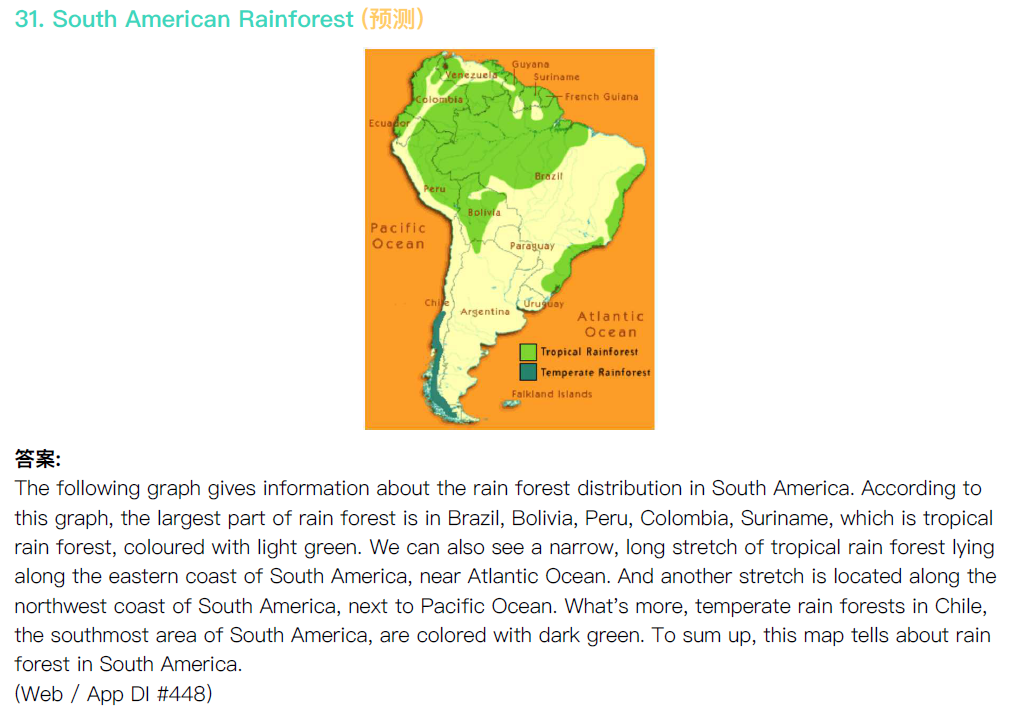 31. South American Rainforest (预测)
Guyana
Venezuela
Suriname
French Guiana
Colombia
Ecuador
Brazil
Peru
Bolivia
Pacific
Ocean
Paraguay
Chile
Uruguay
Argentina
Atlantic
Ocean
Tropical Rainforest
Temperate Rainforest
Falkland Islands
答案:
The following graph gives information about the rain forest distribution in South America. According to
this graph, the largest part of rain forest is in Brazil, Bolivia, Peru, Colombia, Suriname, which is tropical
rain forest, coloured with light green. We can also see a narrow, long stretch of tropical rain forest lying
along the eastern coast of South America, near Atlantic Ocean. And another stretch is located along the
northwest coast of South America, next to Pacific Ocean. What’s more, temperate rain forests in Chile,
the southmost area of South America, are colored with dark green. To sum up, this map tells about rain
forest in South America.
(Web / App DI #448)